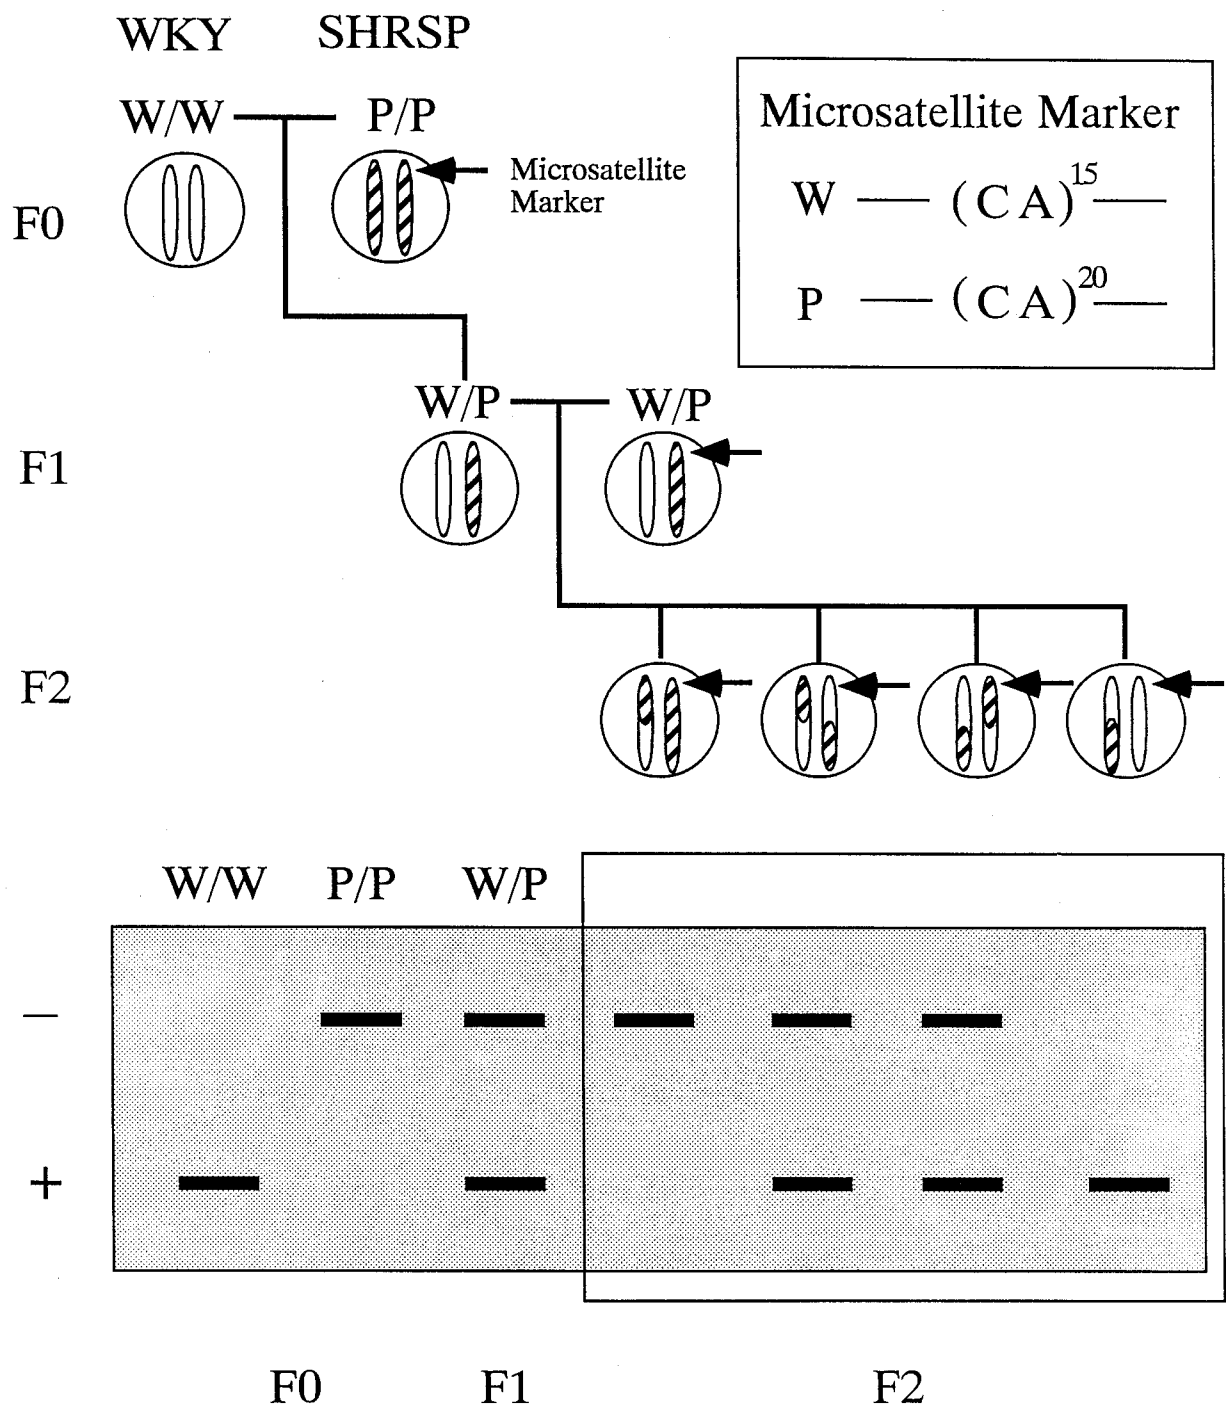 WKY SHRSP
W/W P/P
Microsatellite
Marker
F0
Microsatellite Marker
W — (CA)15 —
P — (CA)20 —
W/P W/P
F1
F2
W/W P/P W/P
−
+
F0 F1 F2